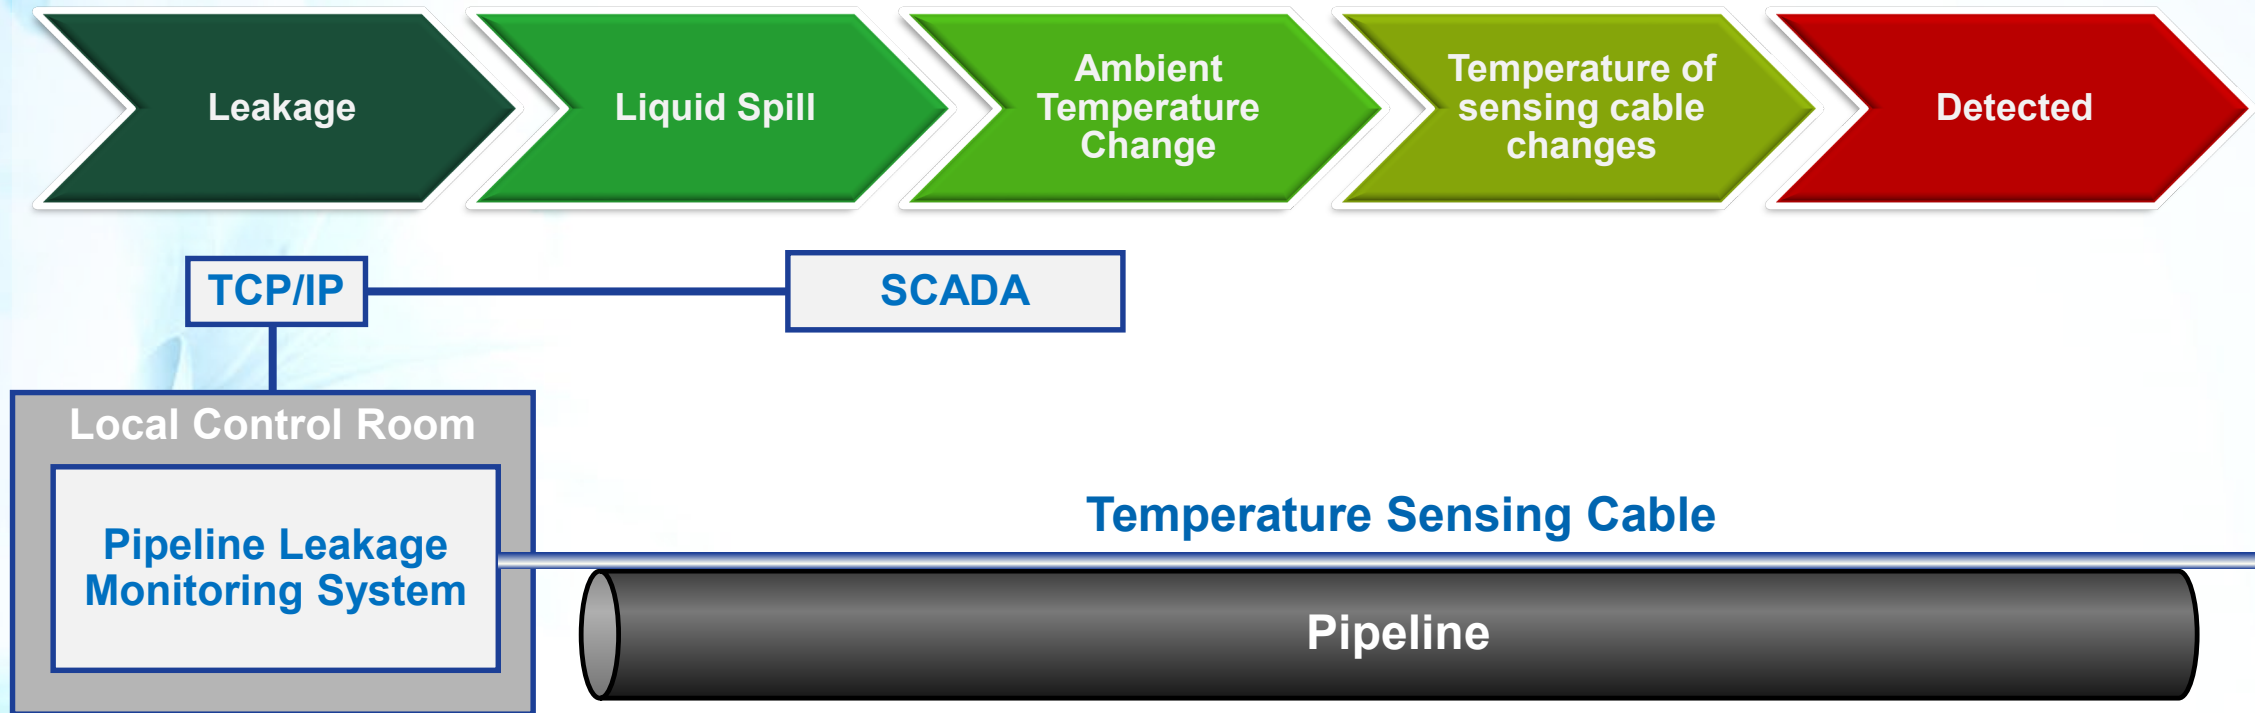 Leakage
Liquid Spill
Ambient
Temperature
Change
Temperature of
sensing cable
changes
Detected
TCP/IP
SCADA
Local Control Room
Pipeline Leakage
Monitoring System
Temperature Sensing Cable
Pipeline